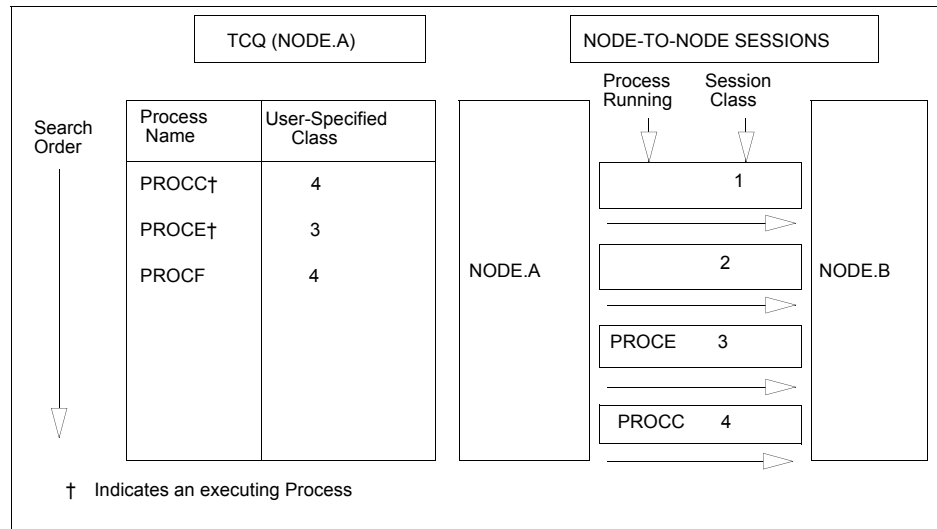 TCQ (NODE.A)
NODE-TO-NODE SESSIONS
Process Running
Session Class
Search Order
Process Name
User-Specified Class
PROCC† 4
PROCE† 3
PROCF 4
NODE.A
1
2
PROCE 3
PROCC 4
NODE.B
† Indicates an executing Process